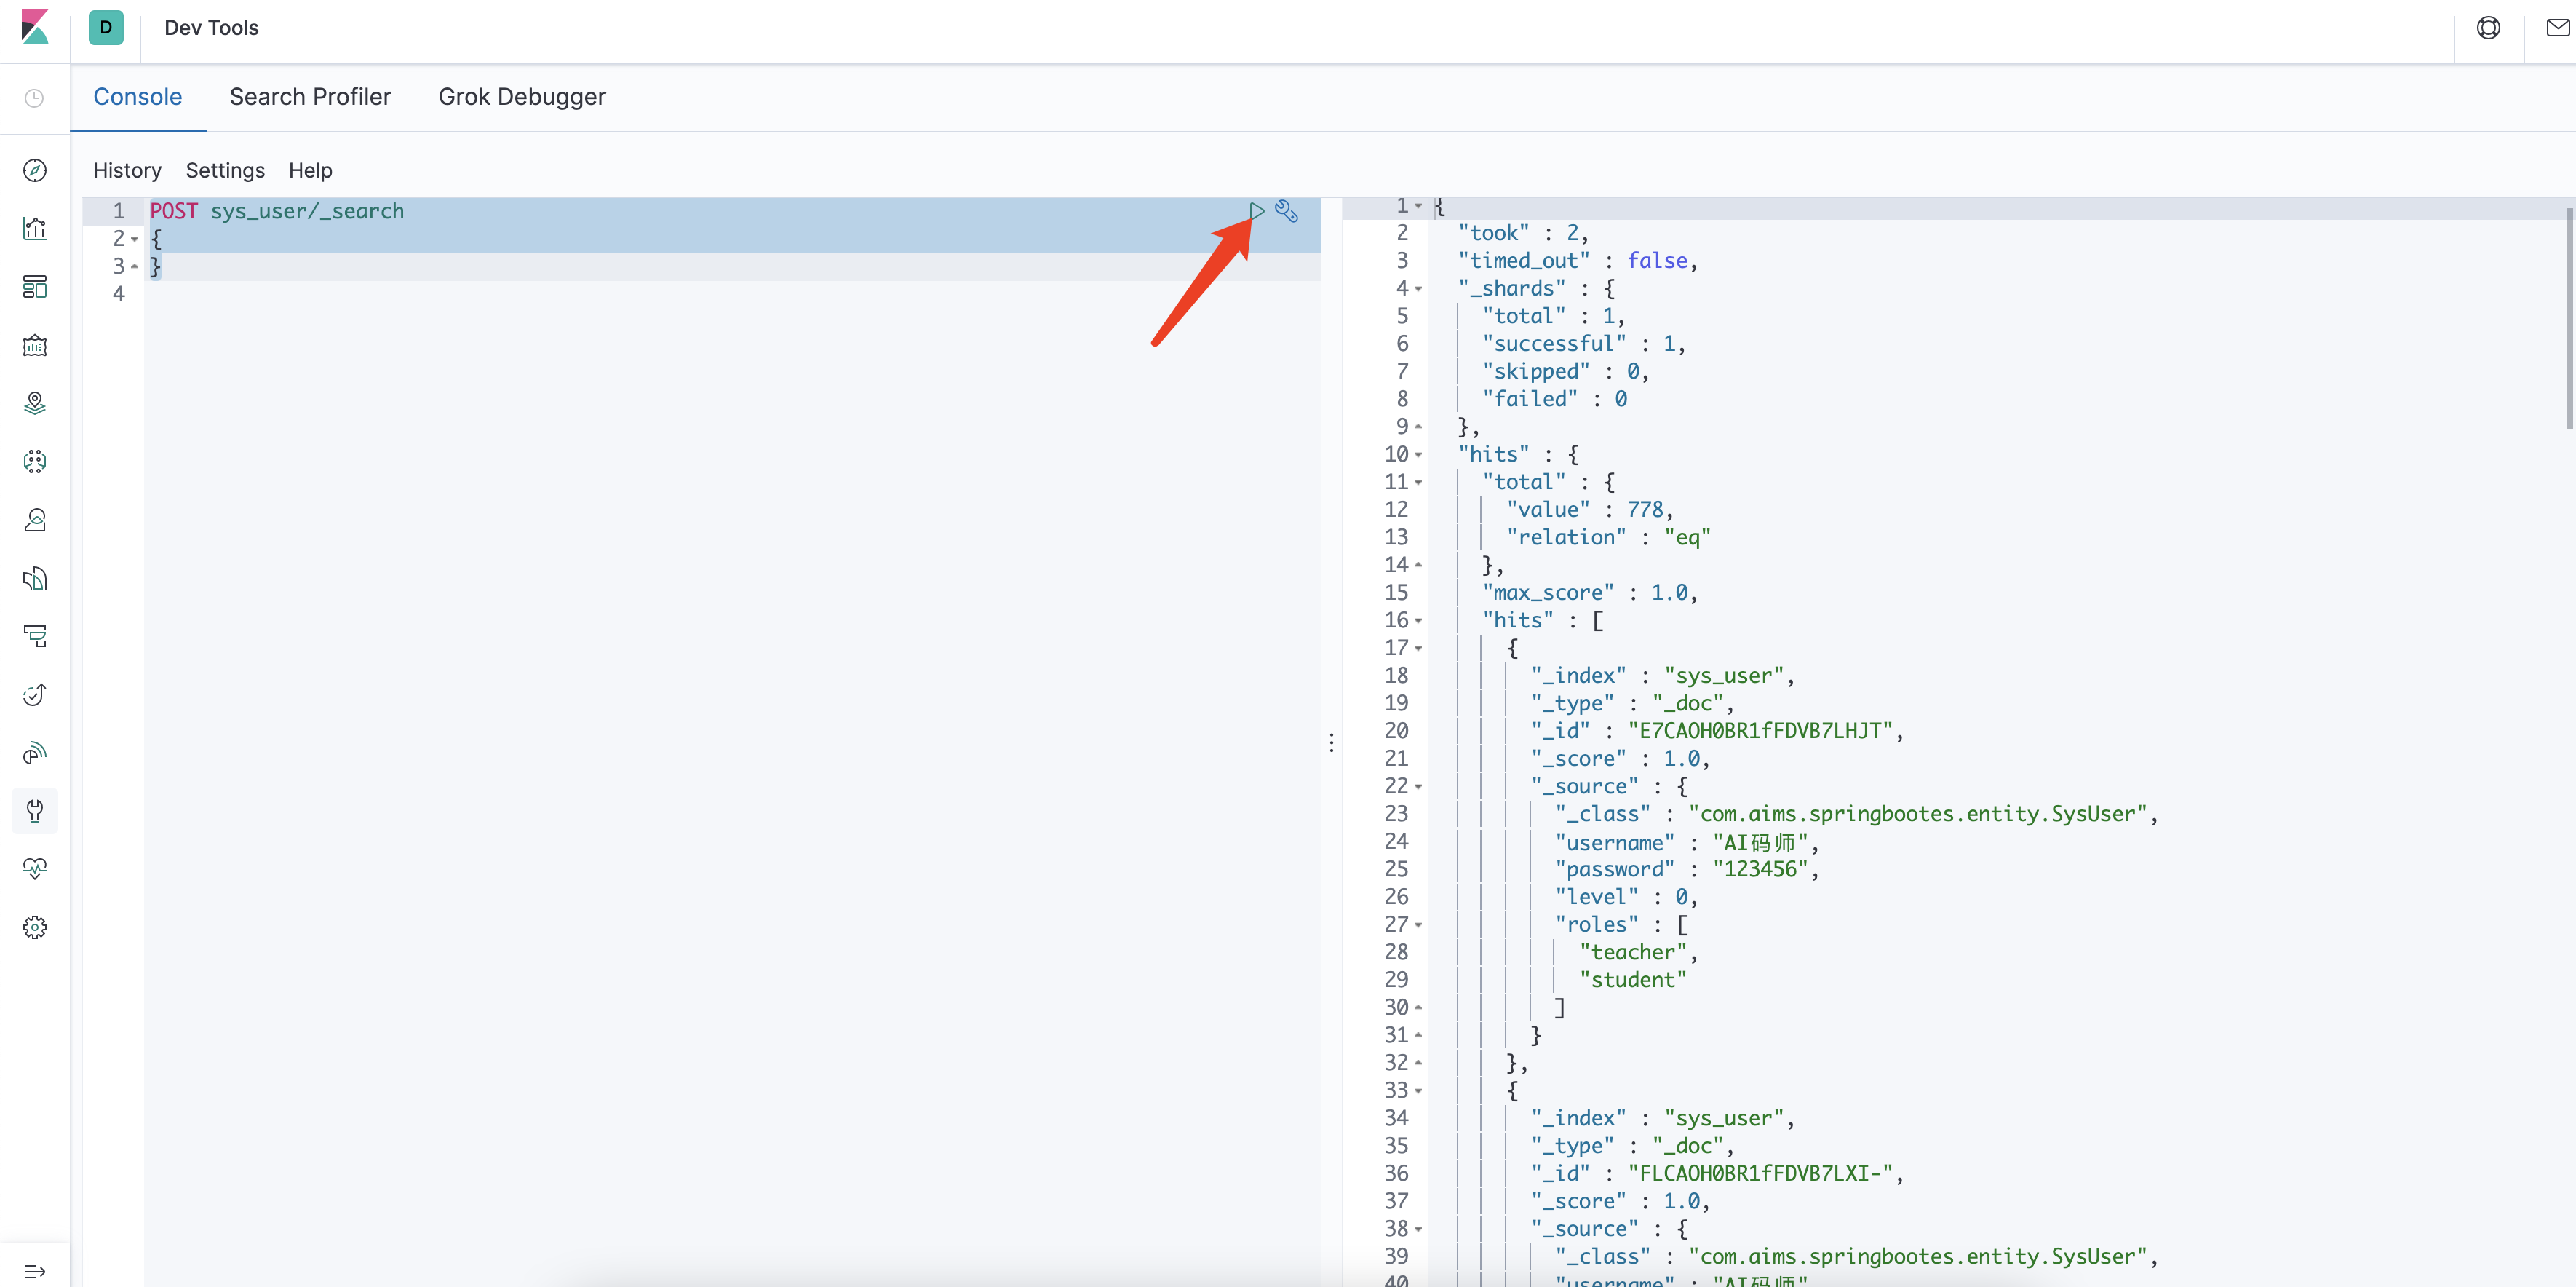 D
Dev Tools
Console Search Profiler Grok Debugger
History Settings Help
1 POST sys_user/_search
2 {
3 }
4
1 {
2 "took" : 2,
3 "timed_out" : false,
4 "_shards" : {
5 "total" : 1,
6 "successful" : 1,
7 "skipped" : 0,
8 "failed" : 0
9 },
10 "hits" : {
11 "total" : {
12 "value" : 778,
13 "relation" : "eq"
14 },
15 "max_score" : 1.0,
16 "hits" : [
17 {
18 "_index" : "sys_user",
19 "_type" : "_doc",
20 "_id" : "E7CAOH0BR1fFDVB7LHJT",
21 "_score" : 1.0,
22 "_source" : {
23 "_class" : "com.aims.springbootes.entity.SysUser",
24 "username" : "AI码师",
25 "password" : "123456",
26 "level" : 0,
27 "roles" : [
28 "teacher",
29 "student"
30 ]
31 }
32 },
33 {
34 "_index" : "sys_user",
35 "_type" : "_doc",
36 "_id" : "FLCAOH0BR1fFDVB7LXI-",
37 "_score" : 1.0,
38 "_source" : {
39 "_class" : "com.aims.springbootes.entity.SysUser",
40 "username" : "AI码师"